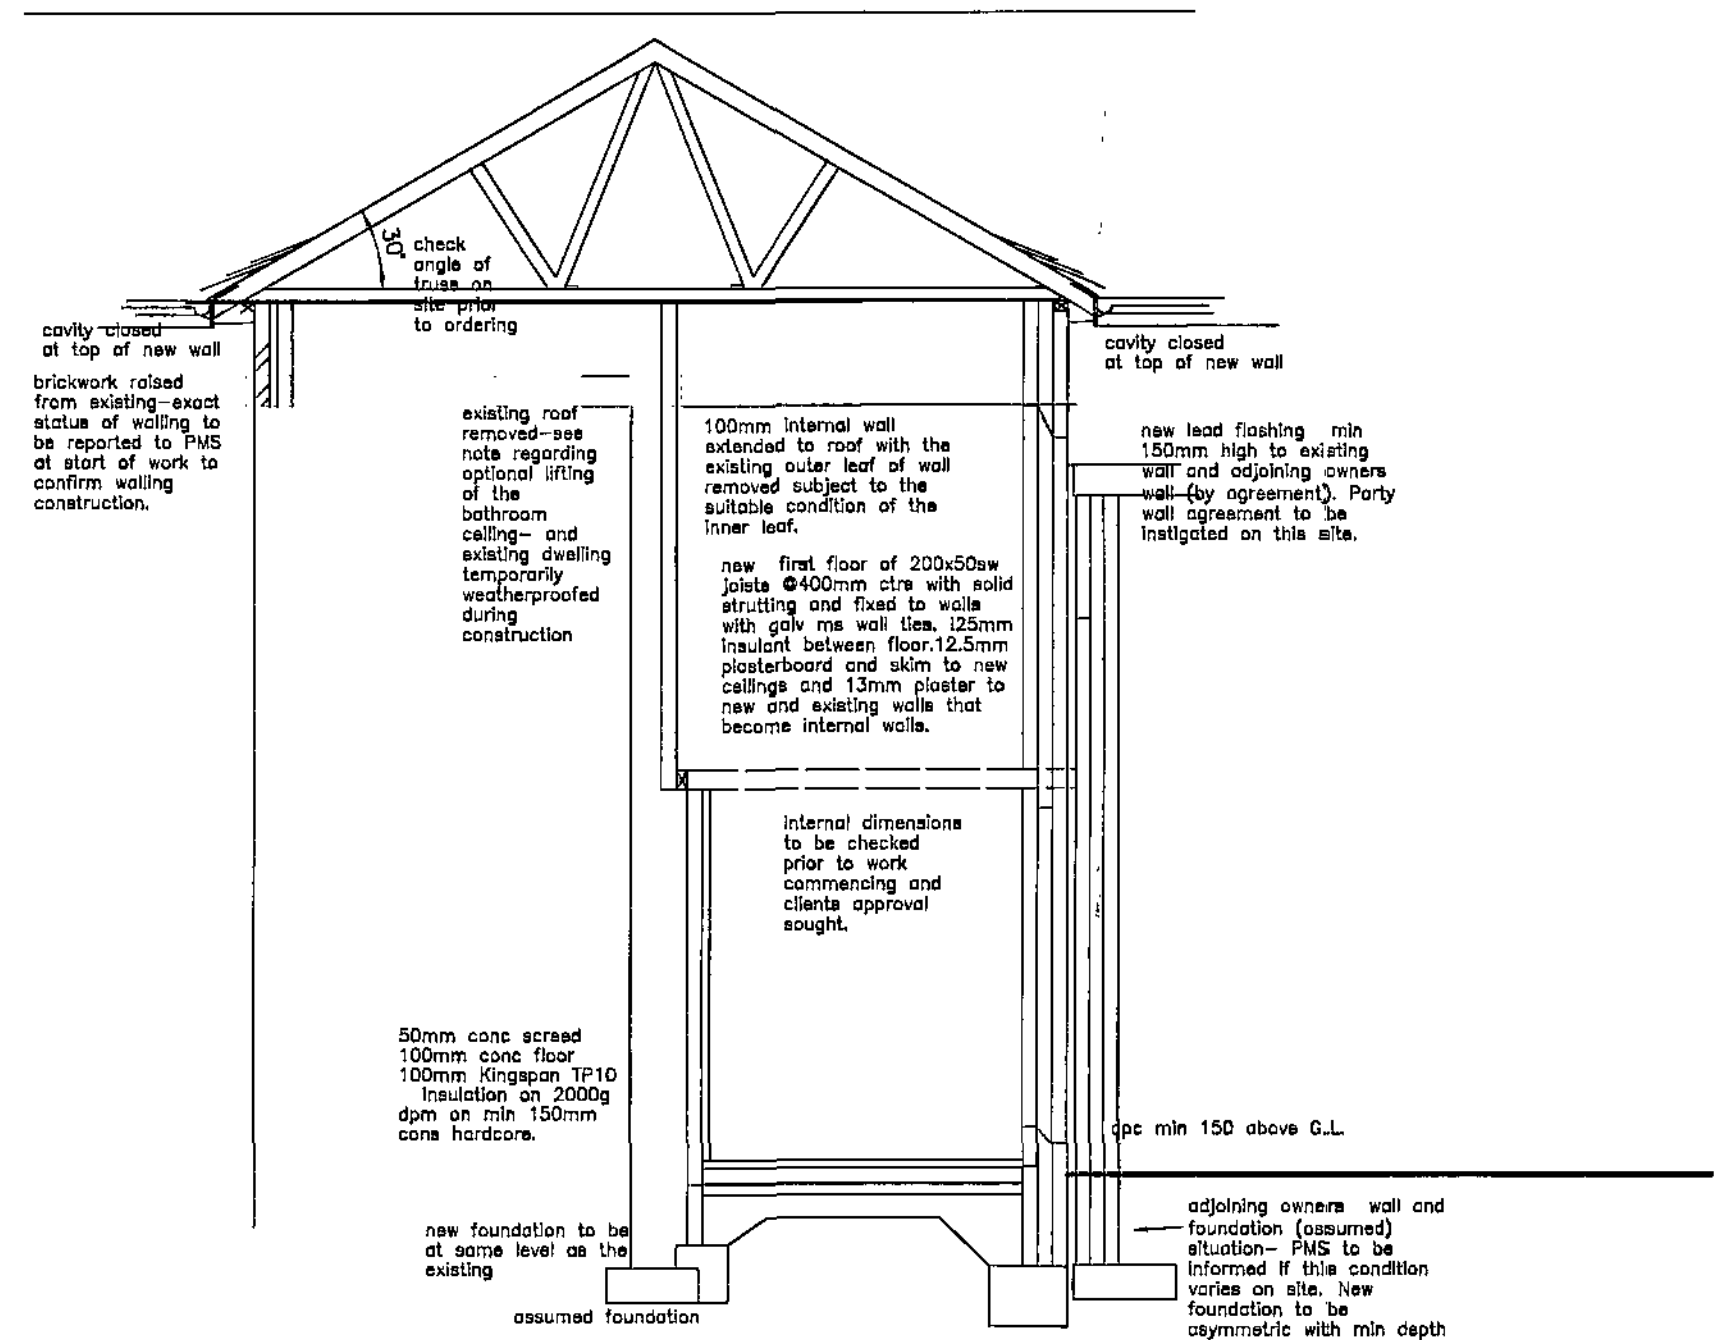 30°
check
angle of
truss on
site prior
to ordering
cavity closed
at top of new wall
brickwork raised
from existing-exact
status of walling to
be reported to PMS
at start of work to
confirm walling
construction.
existing roof
removed-see
note regarding
optional lifting
of the
bathroom
ceiling- and
existing dwelling
temporarily
weatherproofed
during
construction
100mm internal wall
extended to roof with the
existing outer leaf of wall
removed subject to the
suitable condition of the
inner leaf.
new first floor of 200x50sw
joists @400mm ctrs with solid
strutting and fixed to walls
with galv ms wall ties. 125mm
insulant between floor.12.5mm
plasterboard and skim to new
ceilings and 13mm plaster to
new and existing walls that
become internal walls.
cavity closed
at top of new wall
new lead flashing min
150mm high to existing
wall and adjoining owners
wall (by agreement). Party
wall agreement to be
instigated on this site.
internal dimensions
to be checked
prior to work
commencing and
clients approval
sought.
50mm conc screed
100mm conc floor
100mm Kingspan TP10
insulation on 2000g
dpm on min 150mm
cons hardcore.
dpc min 150 above G.L.
new foundation to be
at same level as the
existing
assumed foundation
adjoining owners wall and
foundation (assumed)
situation- PMS to be
informed if this condition
varies on site. New
foundation to be
asymmetric with min depth